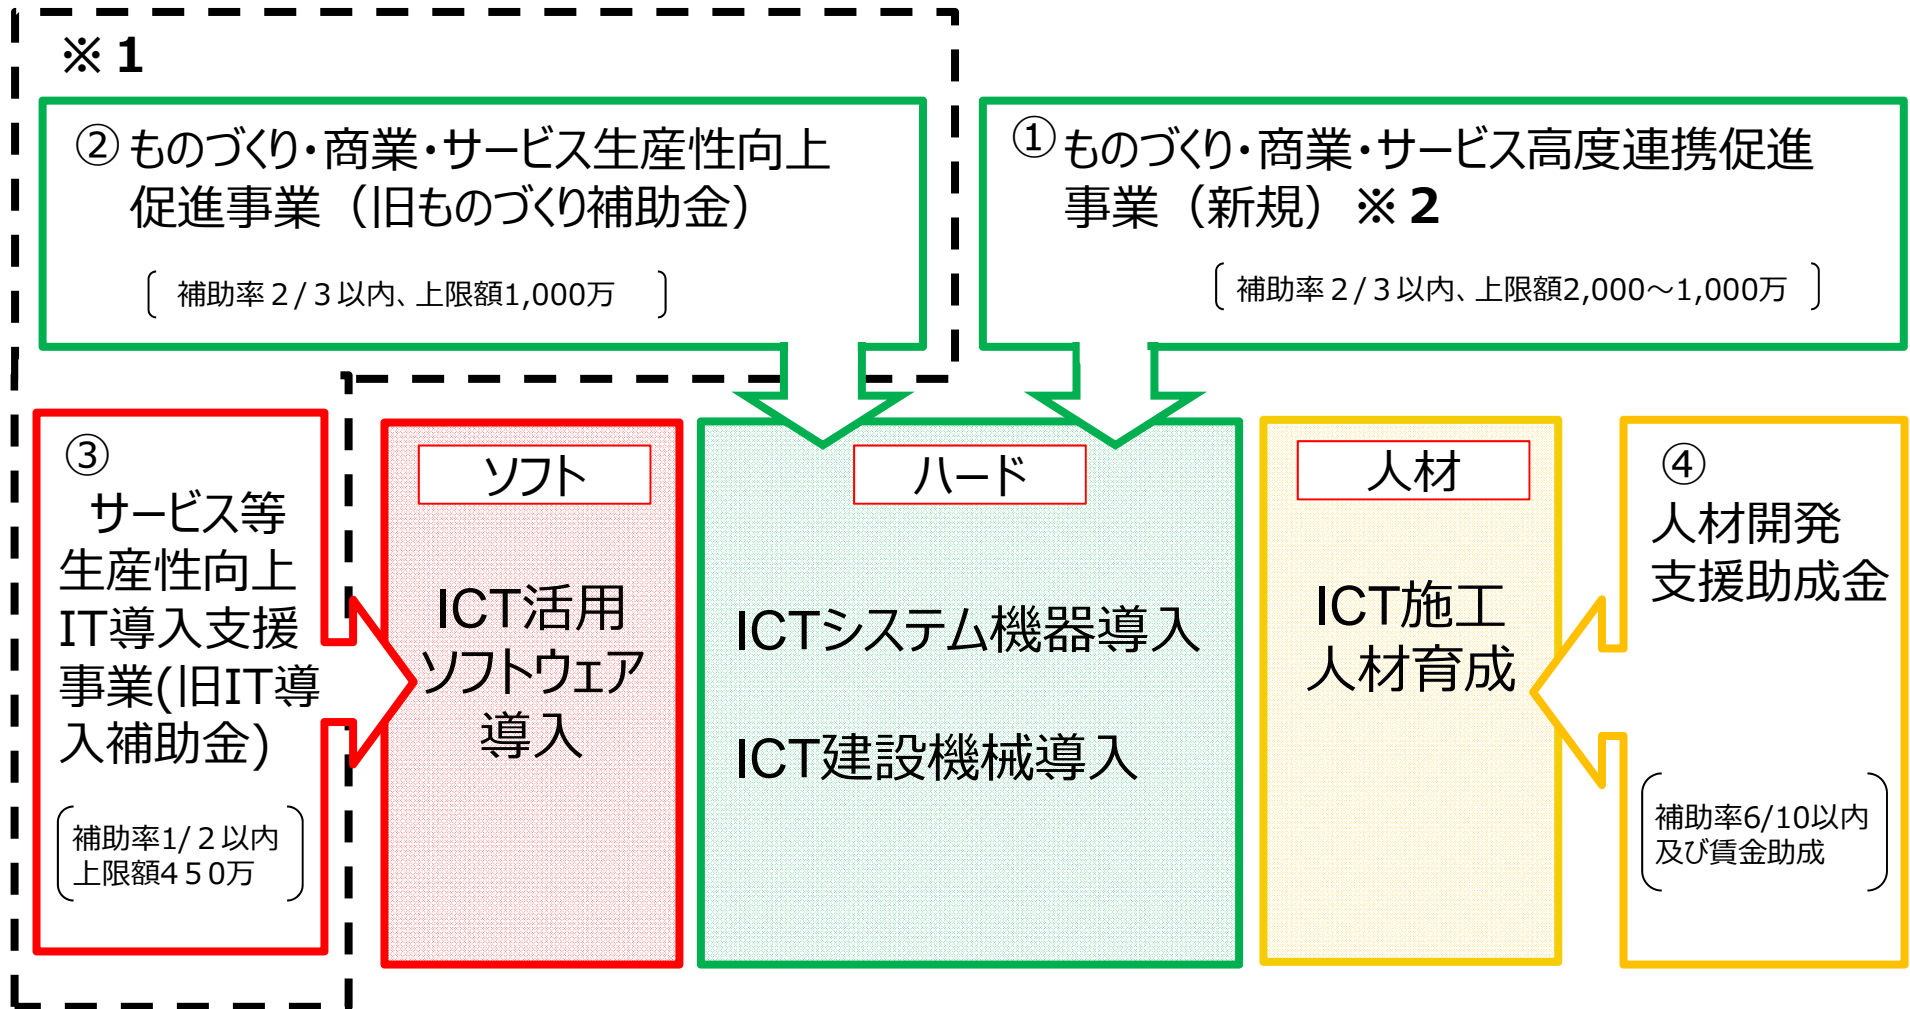 ※１
②ものづくり・商業・サービス生産性向上
促進事業（旧ものづくり補助金）
補助率２/３以内、上限額1,000万
①ものづくり・商業・サービス高度連携促進
事業（新規）※２
補助率２/３以内、上限額2,000～1,000万
③
サービス等
生産性向上
IT導入支援
事業(旧IT導
入補助金)
補助率1/２以内
上限額４５０万
ソフト
ICT活用
ソフトウェア
導入
ハード
ICTシステム機器導入
ICT建設機械導入
人材
ICT施工
人材育成
④
人材開発
支援助成金
補助率6/10以内
及び賃金助成